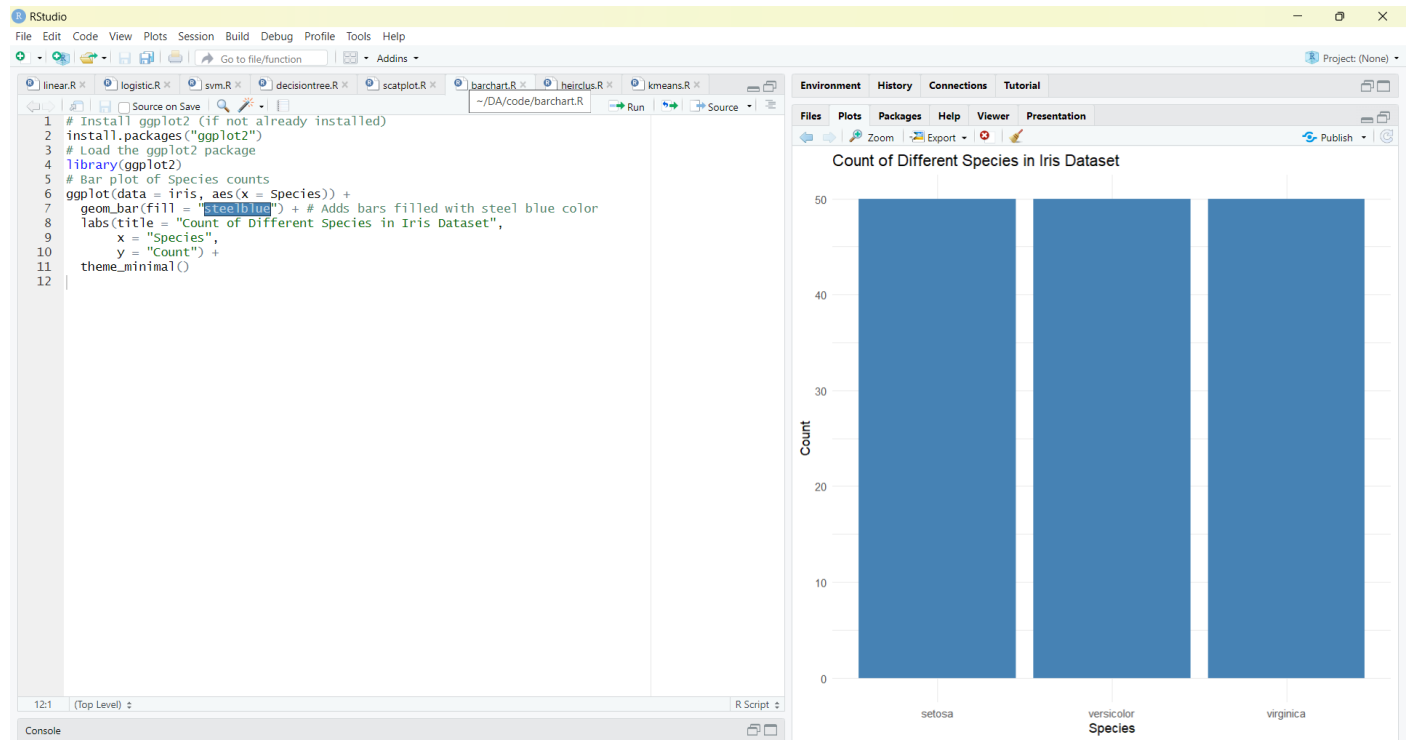 RStudio
File Edit Code View Plots Session Build Debug Profile Tools Help
Go to file/function Addins Project: (None)
linear.R logistic.R svm.R decisiontree.R scatplot.R barchart.R heirclus.R kmeans.R
Source on Save Run Source
~/DA/code/barchart.R
1 # Install ggplot2 (if not already installed)
2 install.packages("ggplot2")
3 # Load the ggplot2 package
4 library(ggplot2)
5 # Bar plot of Species counts
6 ggplot(data = iris, aes(x = Species)) +
7 geom_bar(fill = "steelblue") + # Adds bars filled with steel blue color
8 labs(title = "Count of Different Species in Iris Dataset",
9 x = "Species",
10 y = "Count") +
11 theme_minimal()
12
12:1 (Top Level) R Script
Console
Environment History Connections Tutorial
Files Plots Packages Help Viewer Presentation
Zoom Export Publish
Count of Different Species in Iris Dataset
50
40
30
Count
20
10
0
setosa versicolor virginica
Species